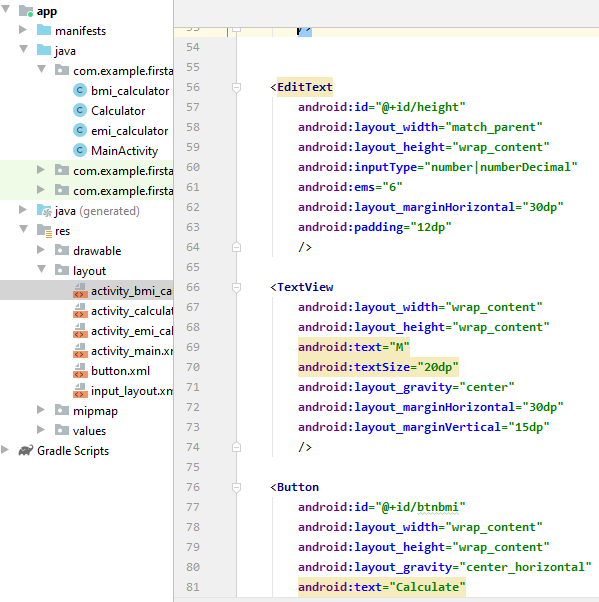 app
manifests
java
com.example.firsta
bmi_calculator
Calculator
emi_calculator
MainActivity
com.example.firsta
com.example.firsta
java (generated)
res
drawable
layout
activity_bmi_ca
activity_calculat
activity_emi_cal
activity_main.xm
button.xml
input_layout.xm
mipmap
values
Gradle Scripts
/>
54
55
56 <EditText
57 android:id="@+id/height"
58 android:layout_width="match_parent"
59 android:layout_height="wrap_content"
60 android:inputType="number|numberDecimal"
61 android:ems="6"
62 android:layout_marginHorizontal="30dp"
63 android:padding="12dp"
64 />
65
66 <TextView
67 android:layout_width="wrap_content"
68 android:layout_height="wrap_content"
69 android:text="M"
70 android:textSize="20dp"
71 android:layout_gravity="center"
72 android:layout_marginHorizontal="30dp"
73 android:layout_marginVertical="15dp"
74 />
75
76 <Button
77 android:id="@+id/btnbmi"
78 android:layout_width="wrap_content"
79 android:layout_height="wrap_content"
80 android:layout_gravity="center_horizontal"
81 android:text="Calculate"